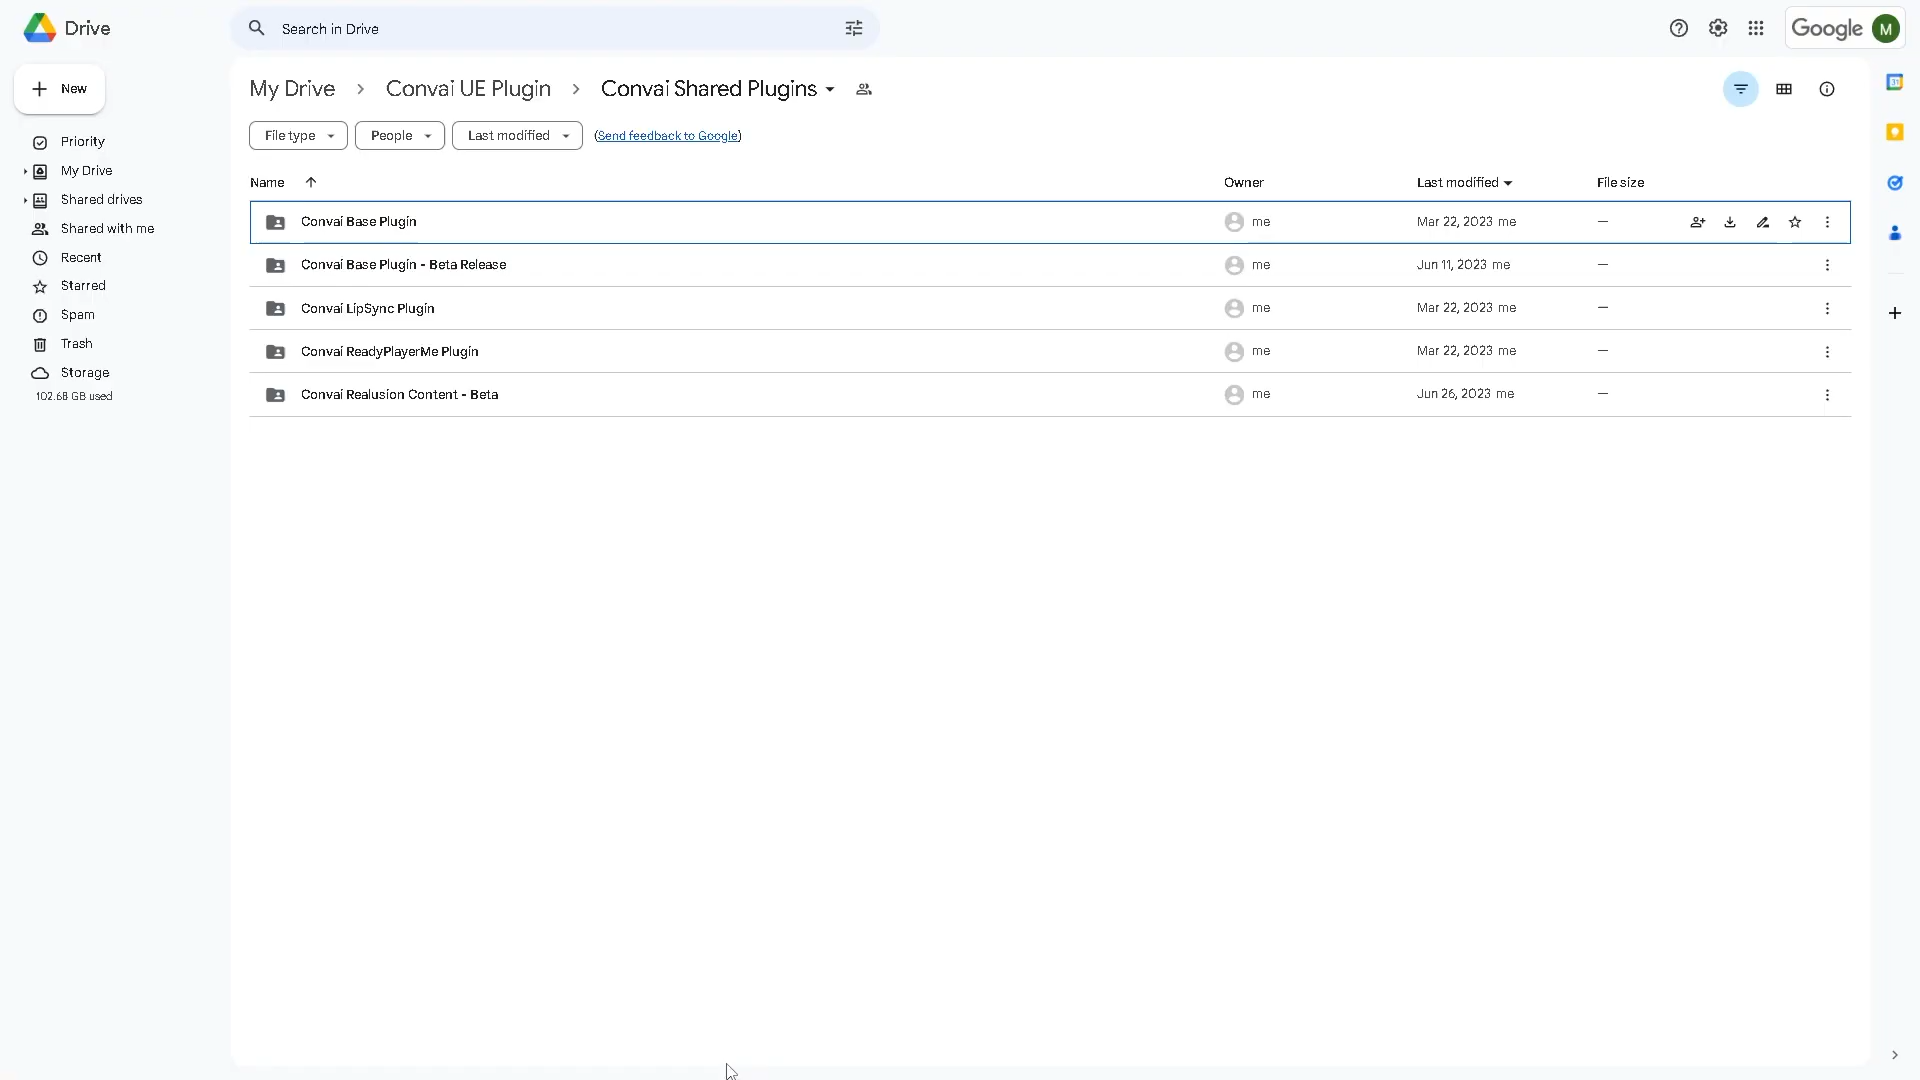 Drive
Search in Drive
Google M
New
My Drive > Convai UE Plugin > Convai Shared Plugins
File type People Last modified (Send feedback to Google)
Priority
My Drive
Shared drives
Shared with me
Recent
Starred
Spam
Trash
Storage
102.68 GB used
Name Owner Last modified File size
Convai Base Plugin me Mar 22, 2023 me —
Convai Base Plugin - Beta Release me Jun 11, 2023 me —
Convai LipSync Plugin me Mar 22, 2023 me —
Convai ReadyPlayerMe Plugin me Mar 22, 2023 me —
Convai Realusion Content - Beta me Jun 26, 2023 me —
31